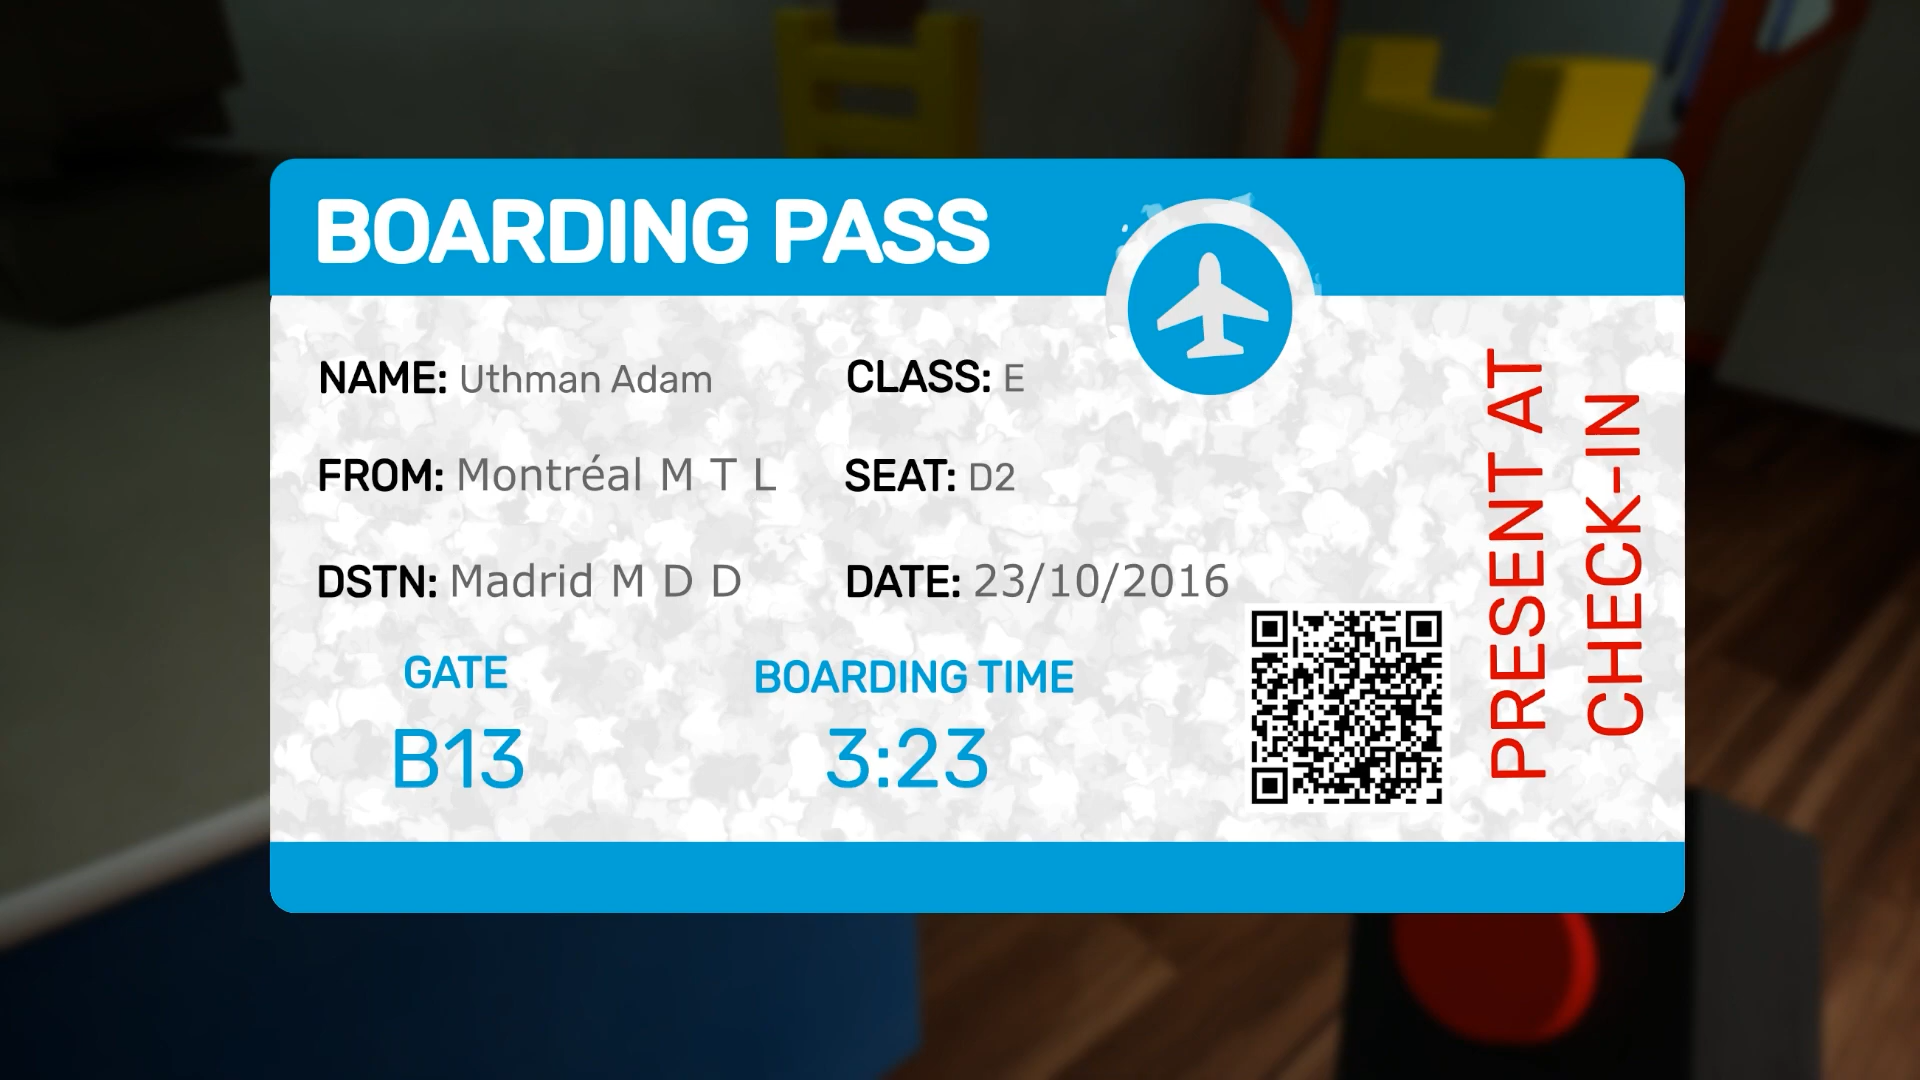 BOARDING PASS
NAME: Uthman Adam
CLASS: E
FROM: Montréal M T L
SEAT: D2
DSTN: Madrid M D D
DATE: 23/10/2016
GATE
BOARDING TIME
B13
3:23
PRESENT AT
CHECK-IN